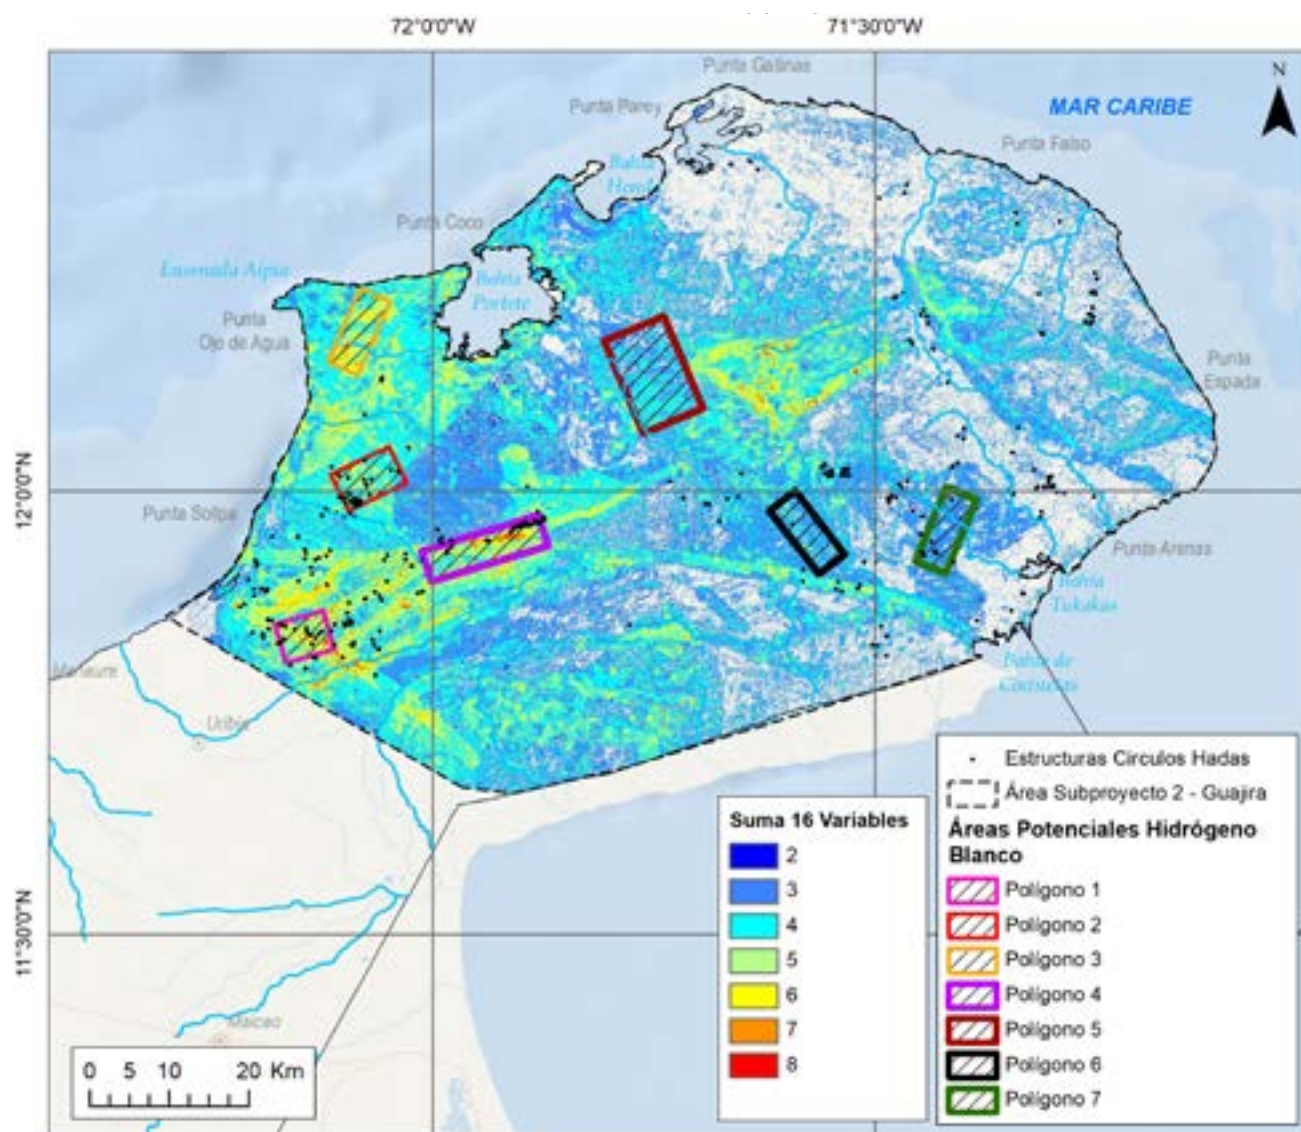 72°0'0"W
71°30'0"W
Punta Gallinas
N
Punta Parey
MAR CARIBE
Punta Falso
Bahía
Hond
Punta Coco
Ensenada Aipia
Bahía
Portete
Punta
Ojo de Agua
Punta
Espada
12°0'0"N
Punta Solipa
Punta Arenas
Bahía
Tukakas
Manaure
Bahía de
Cocinetas
Uribia
Estructuras Circulos Hadas
Área Subproyecto 2 - Guajira
Áreas Potenciales Hidrógeno
Blanco
Polígono 1
Polígono 2
Polígono 3
Polígono 4
Polígono 5
Polígono 6
Polígono 7
Suma 16 Variables
2
3
4
5
6
7
8
11°30'0"N
Maicao
0 5 10 20 Km